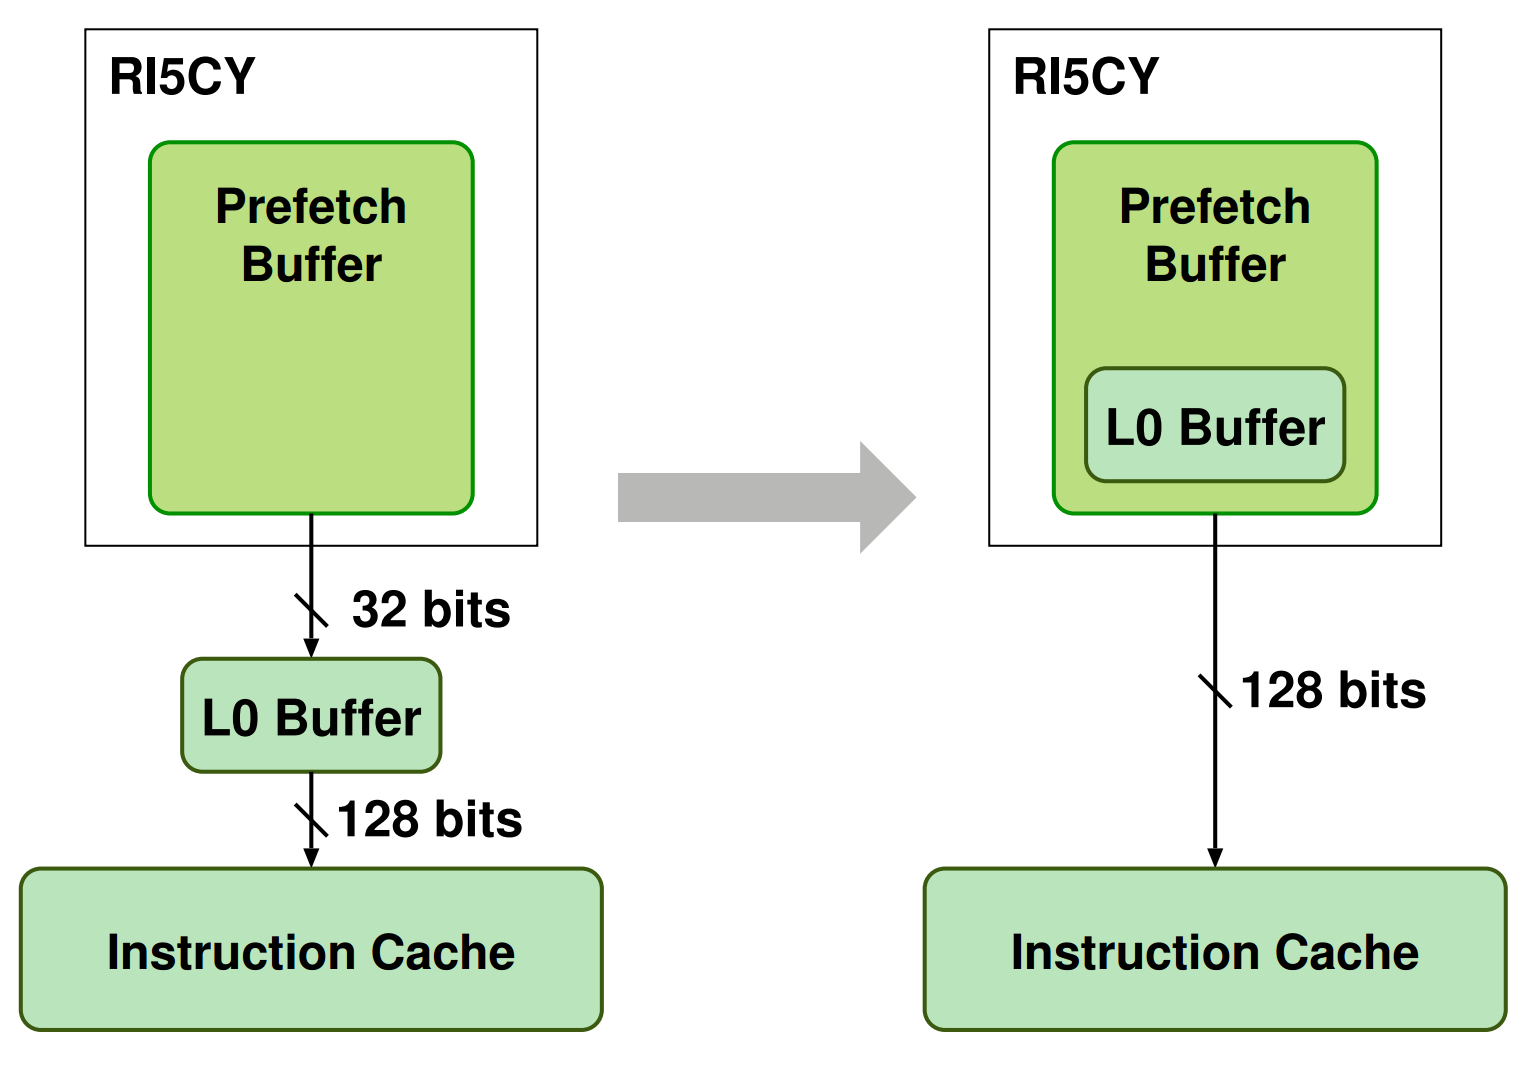 RI5CY
Prefetch
Buffer
32 bits
L0 Buffer
128 bits
Instruction Cache
RI5CY
Prefetch
Buffer
L0 Buffer
128 bits
Instruction Cache